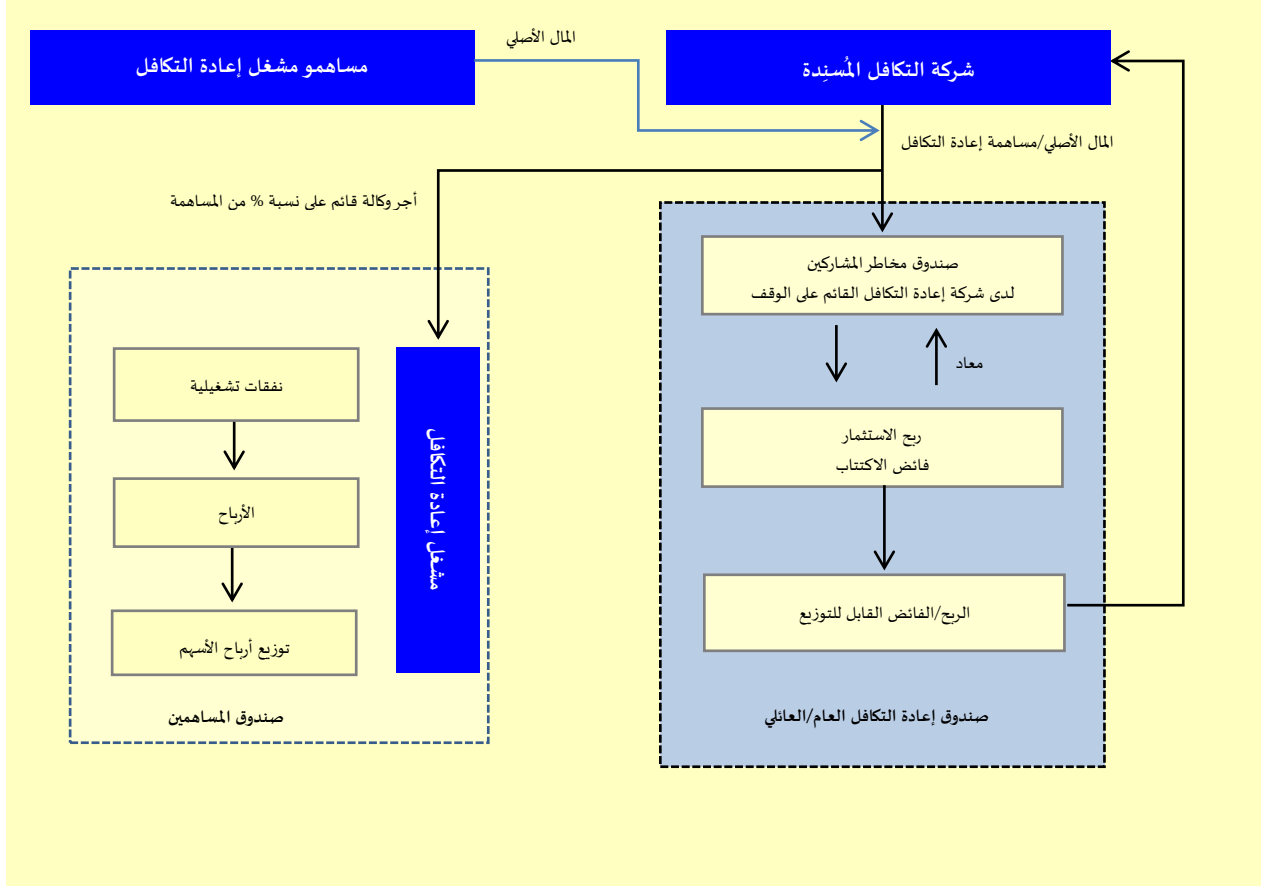 المال الأصلي
شركة التكافل المُسنِدة
مساهمو مشغل إعادة التكافل
المال الأصلي/مساهمة إعادة التكافل
أجر وكالة قائم على نسبة % من المساهمة
صندوق مخاطر المشاركين
لدى شركة إعادة التكافل القائم على الوقف
معاد
ربح الاستثمار
فائض الاكتتاب
الربح/الفائض القابل للتوزيع
صندوق إعادة التكافل العام/العائلي
مشغل إعادة التكافل
نفقات تشغيلية
الأرباح
توزيع أرباح الأسهم
صندوق المساهمين